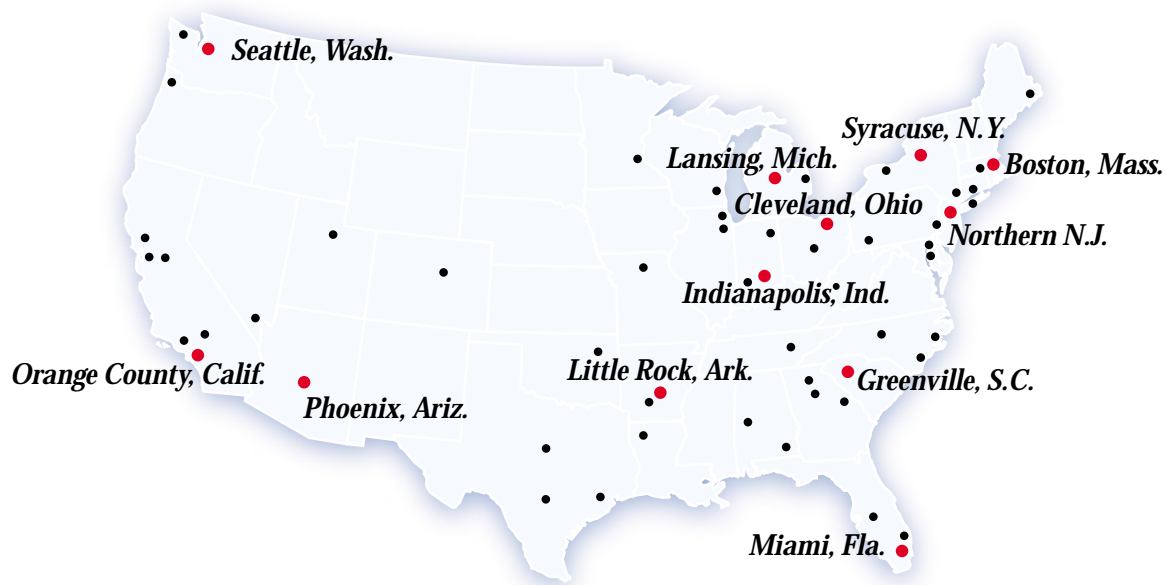 Seattle, Wash.
Syracuse, N.Y.
Lansing, Mich.
Boston, Mass.
Cleveland, Ohio
Northern N.J.
Indianapolis, Ind.
Little Rock, Ark.
Orange County, Calif.
Greenville, S.C.
Phoenix, Ariz.
Miami, Fla.